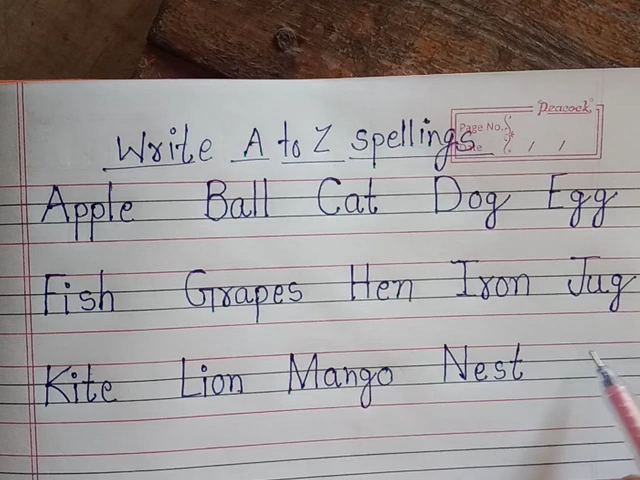 "Peacock"
Page No.
Date / /
Write A to Z spellings
Apple Ball Cat Dog Egg
Fish Grapes Hen Iron Jug
Kite Lion Mango Nest